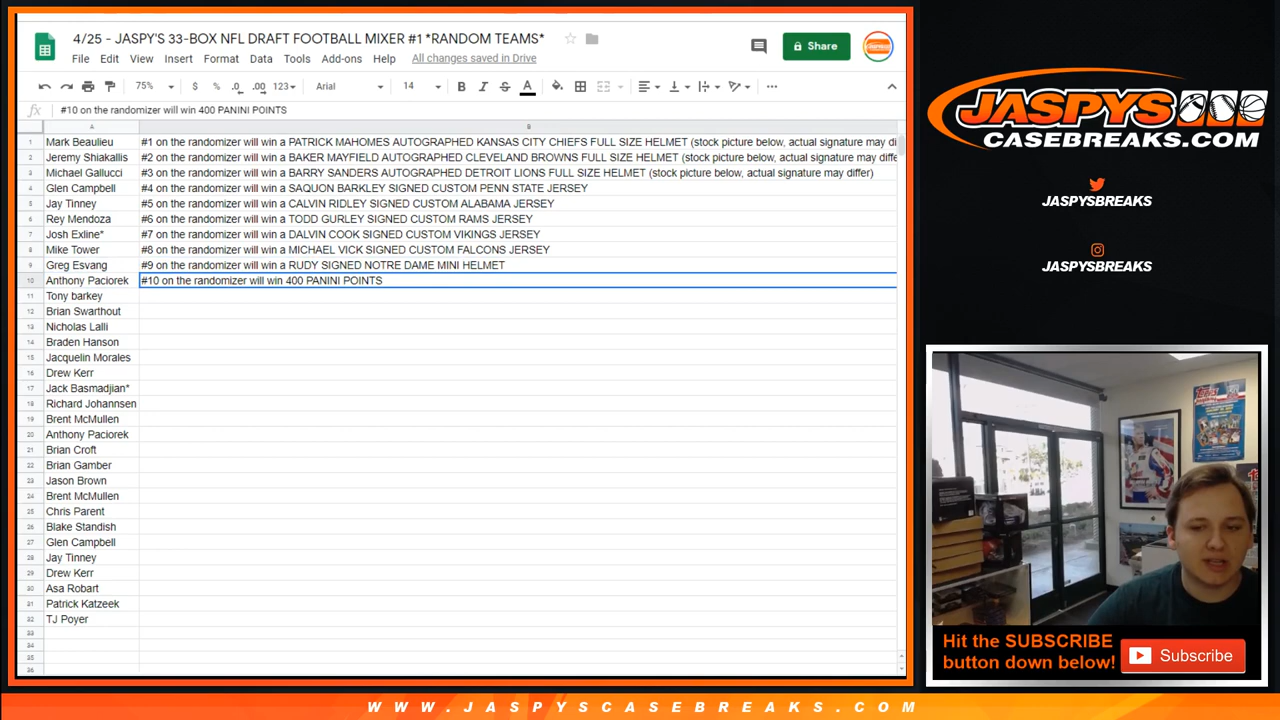 4/25 - JASPY'S 33-BOX NFL DRAFT FOOTBALL MIXER #1 *RANDOM TEAMS*
File Edit View Insert Format Data Tools Add-ons Help All changes saved in Drive
Share
75% $ % .0 .00 123 Arial 14 B I S A
fx #10 on the randomizer will win 400 PANINI POINTS
A B
1 Mark Beaulieu #1 on the randomizer will win a PATRICK MAHOMES AUTOGRAPHED KANSAS CITY CHIEFS FULL SIZE HELMET (stock picture below, actual signature may di
2 Jeremy Shiakallis #2 on the randomizer will win a BAKER MAYFIELD AUTOGRAPHED CLEVELAND BROWNS FULL SIZE HELMET (stock picture below, actual signature may diffe
3 Michael Gallucci #3 on the randomizer will win a BARRY SANDERS AUTOGRAPHED DETROIT LIONS FULL SIZE HELMET (stock picture below, actual signature may differ)
4 Glen Campbell #4 on the randomizer will win a SAQUON BARKLEY SIGNED CUSTOM PENN STATE JERSEY
5 Jay Tinney #5 on the randomizer will win a CALVIN RIDLEY SIGNED CUSTOM ALABAMA JERSEY
6 Rey Mendoza #6 on the randomizer will win a TODD GURLEY SIGNED CUSTOM RAMS JERSEY
7 Josh Exline* #7 on the randomizer will win a DALVIN COOK SIGNED CUSTOM VIKINGS JERSEY
8 Mike Tower #8 on the randomizer will win a MICHAEL VICK SIGNED CUSTOM FALCONS JERSEY
9 Greg Esvang #9 on the randomizer will win a RUDY SIGNED NOTRE DAME MINI HELMET
10 Anthony Paciorek #10 on the randomizer will win 400 PANINI POINTS
11 Tony barkey
12 Brian Swarthout
13 Nicholas Lalli
14 Braden Hanson
15 Jacquelin Morales
16 Drew Kerr
17 Jack Basmadjian*
18 Richard Johannsen
19 Brent McMullen
20 Anthony Paciorek
21 Brian Croft
22 Brian Gamber
23 Jason Brown
24 Brent McMullen
25 Chris Parent
26 Blake Standish
27 Glen Campbell
28 Jay Tinney
29 Drew Kerr
30 Asa Robart
31 Patrick Katzeek
32 TJ Poyer
33
34
35
36
JASPYS
CASEBREAKS.COM
JASPYSBREAKS
JASPYSBREAKS
Hit the SUBSCRIBE
button down below!
Subscribe
WWW.JASPYSCASEBREAKS.COM